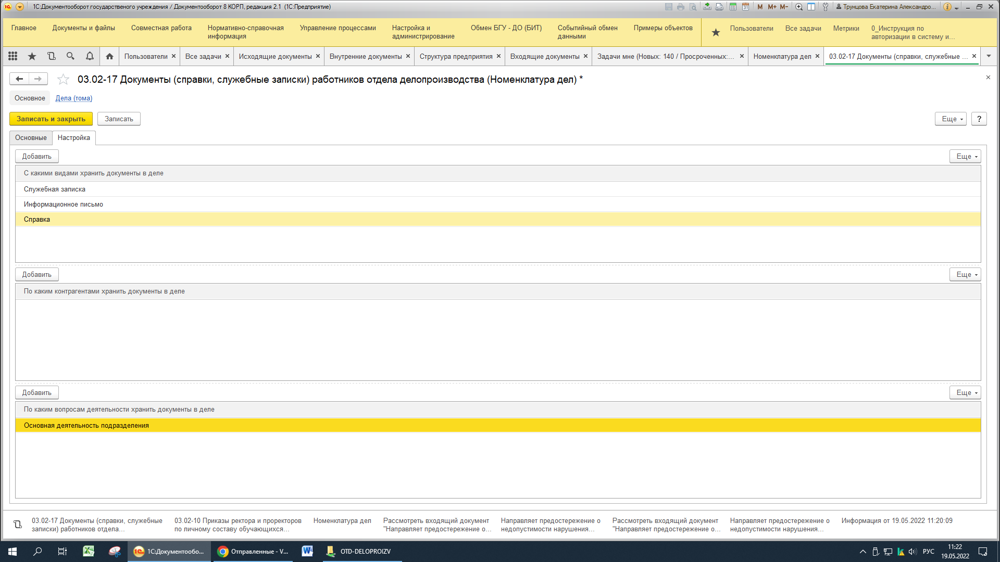 1С:Документооборот государственого учреждения / Документооборот 8 КОРП, редакция 2.1 (1С:Предприятие)
M M+ M- Трунцова Екатерина Александро...
Главное Документы и файлы Совместная работа Нормативно-справочная Управление процессами Настройка и Обмен БГУ - ДО (БИТ) Событийный обмен Примеры объектов Пользователи Все задачи Метрики 0_Инструкция по
информация администрирование данными авторизации в систему и...
Пользователи Все задачи Исходящие документы Внутренние документы Структура предприятия Входящие документы Задачи мне (Новых: 140 / Просроченных:... Номенклатура дел 03.02-17 Документы (справки, служебные ...
03.02-17 Документы (справки, служебные записки) работников отдела делопроизводства (Номенклатура дел) *
Основное Дела (тома)
Записать и закрыть Записать Еще ?
Основные Настройка
Добавить Еще
С какими видами хранить документы в деле
Служебная записка
Информационное письмо
Справка
Добавить Еще
По каким контрагентами хранить документы в деле
Добавить Еще
По каким вопросам деятельности хранить документы в деле
Основная деятельность подразделения
03.02-17 Документы (справки, служебные 03.02-10 Приказы ректора и проректоров Номенклатура дел Рассмотреть входящий документ Направляет предостережение о Рассмотреть входящий документ Направляет предостережение о Информация от 19.05.2022 11:20:09
записки) работников отдела... по личному составу обучающихся... "Направляет предостережение о... недопустимости нарушения... "Направляет предостережение о... недопустимости нарушения...
1С:Документообо... Отправленные - V... OTD-DELOPROIZV РУС 11:22
19.05.2022